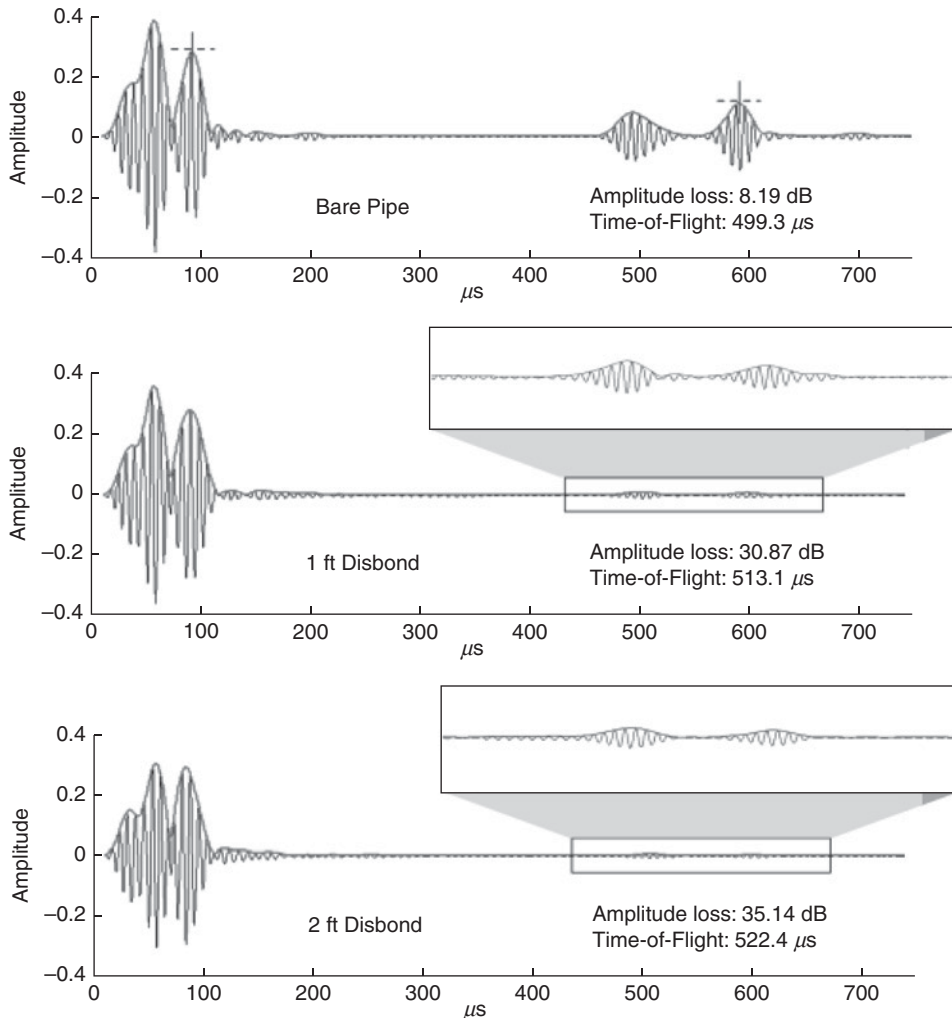 0.4
0.2
0
−0.2
−0.4
Amplitude
Bare Pipe
Amplitude loss: 8.19 dB
Time-of-Flight: 499.3 μs
0 100 200 300 400 500 600 700
μs
0.4
0.2
0
−0.2
−0.4
Amplitude
1 ft Disbond
Amplitude loss: 30.87 dB
Time-of-Flight: 513.1 μs
0 100 200 300 400 500 600 700
μs
0.4
0.2
0
−0.2
−0.4
Amplitude
2 ft Disbond
Amplitude loss: 35.14 dB
Time-of-Flight: 522.4 μs
0 100 200 300 400 500 600 700
μs